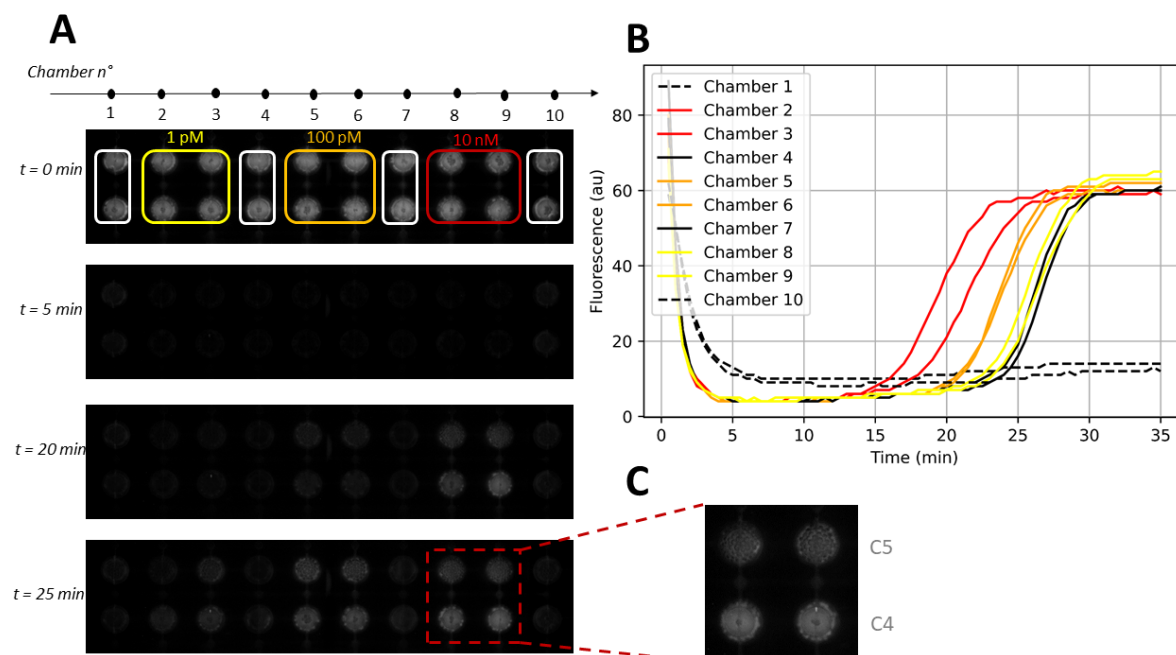 A
Chamber n°
1 2 3 4 5 6 7 8 9 10
1 pM 100 pM 10 nM
t = 0 min
t = 5 min
t = 20 min
t = 25 min
B
Fluorescence (au)
80
60
40
20
0
Chamber 1
Chamber 2
Chamber 3
Chamber 4
Chamber 5
Chamber 6
Chamber 7
Chamber 8
Chamber 9
Chamber 10
0 5 10 15 20 25 30 35
Time (min)
C
C5
C4